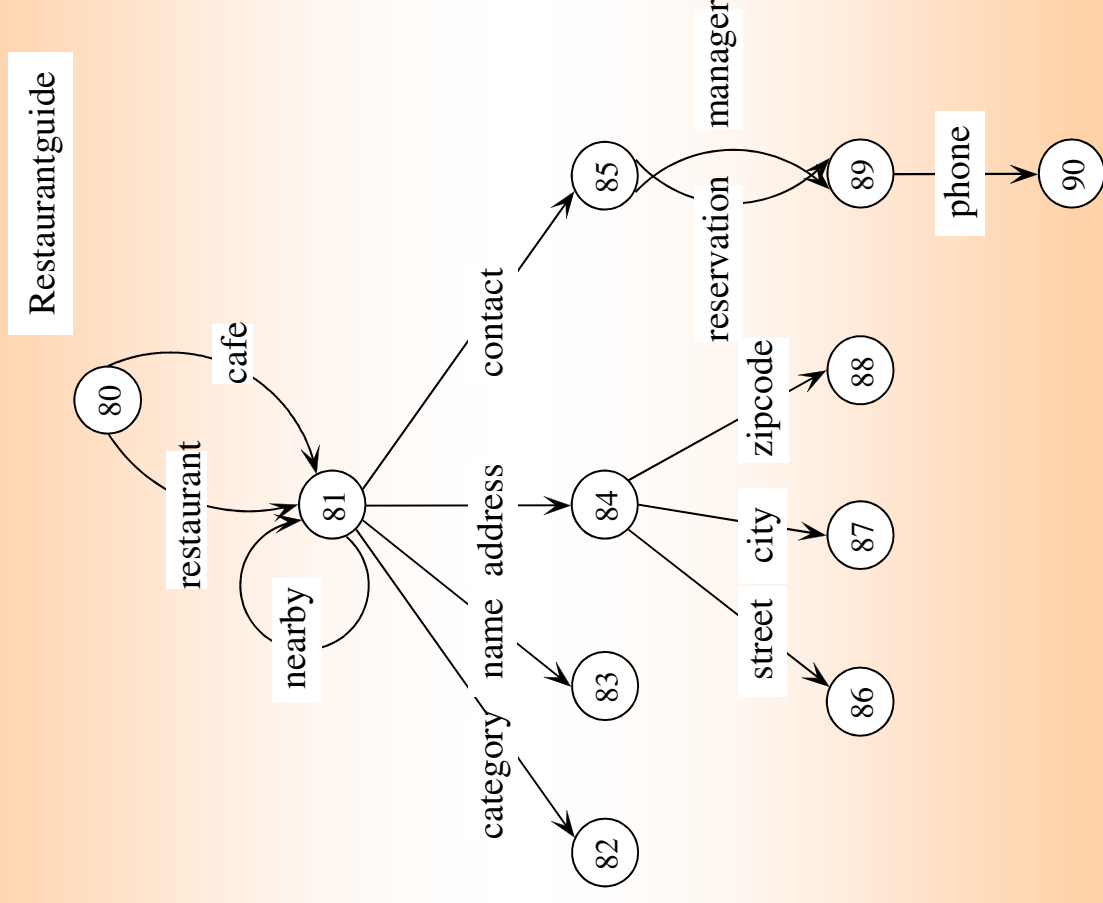 Restaurantguide
80
restaurant
cafe
nearby
81
category
name
address
contact
82
83
84
85
street
city
zipcode
reservation
manager
86
87
88
89
phone
90